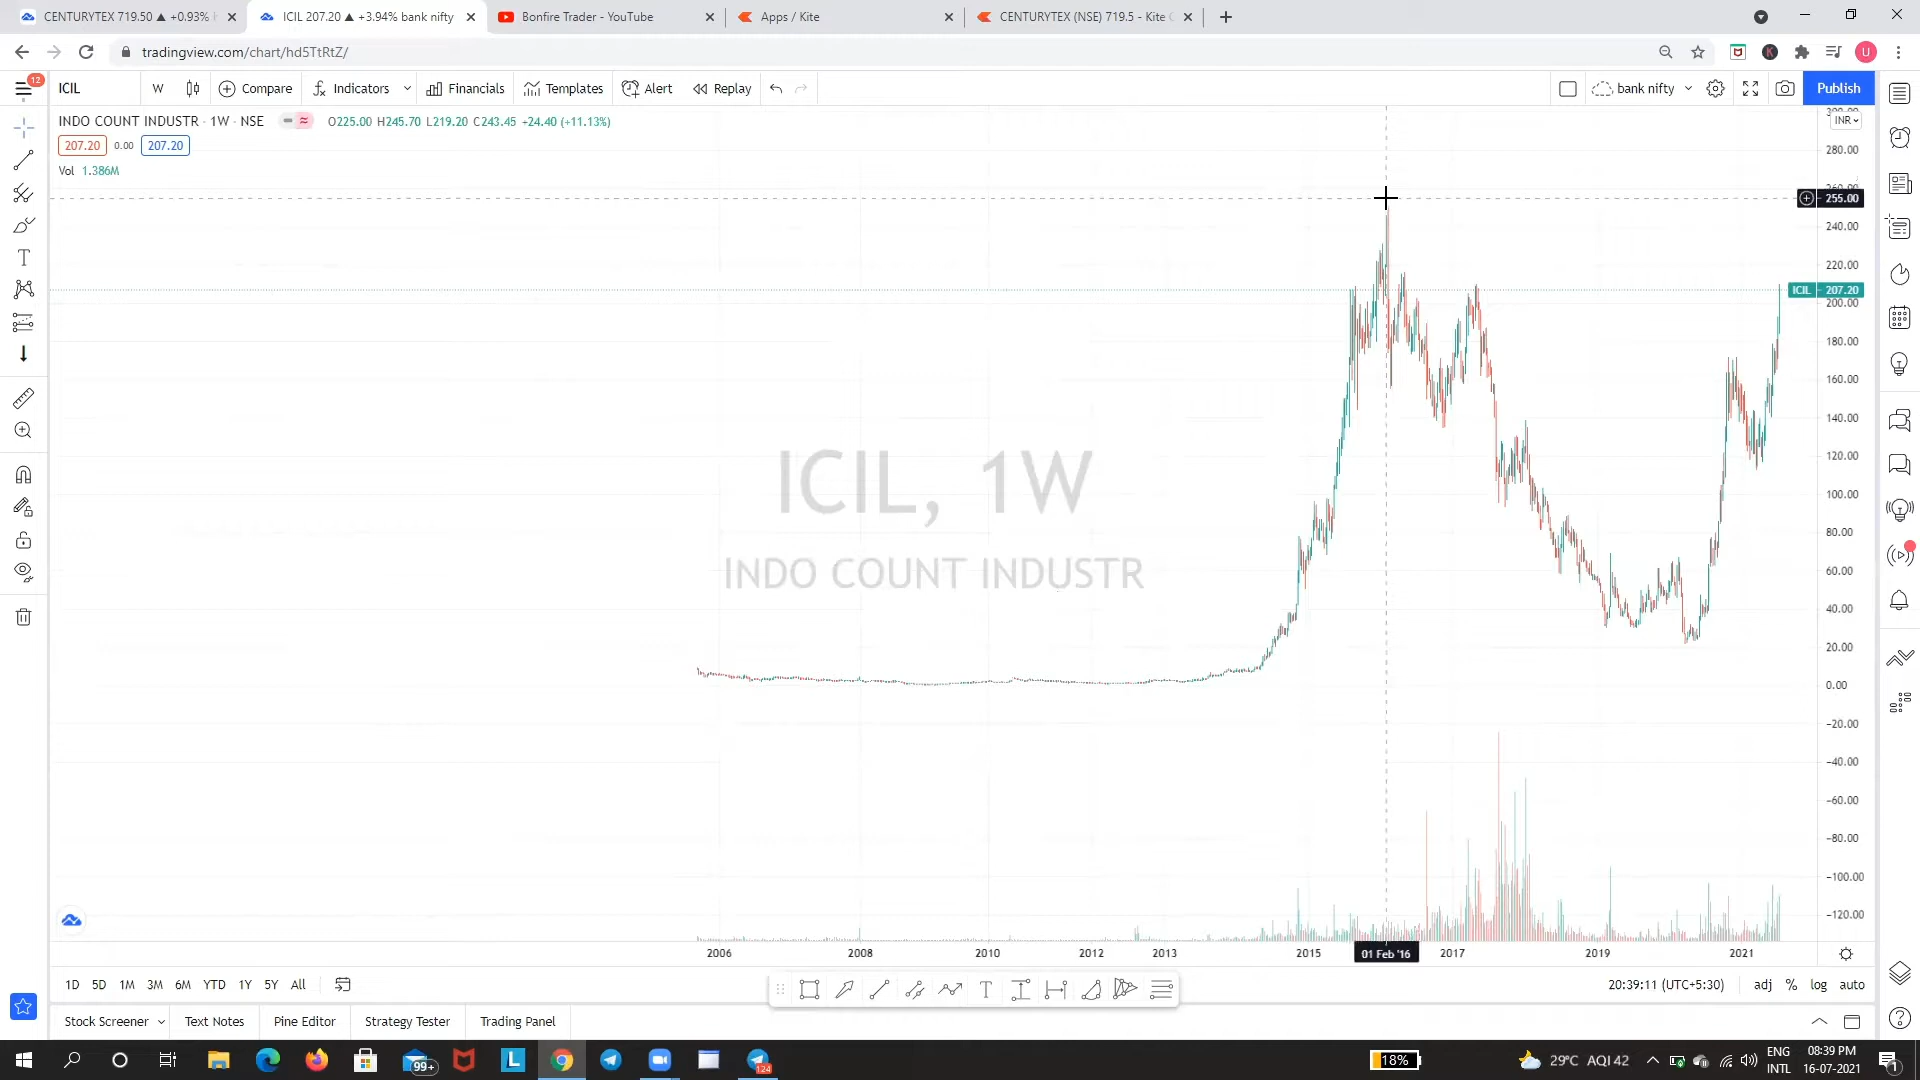 CENTURYTEX 719.50 ▲ +0.93%
ICIL 207.20 ▲ +3.94% bank nifty
Bonfire Trader - YouTube
Apps / Kite
CENTURYTEX (NSE) 719.5 - Kite
tradingview.com/chart/hd5TtRtZ/
K
U
12
ICIL
W
Compare
Indicators
Financials
Templates
Alert
Replay
bank nifty
Publish
INDO COUNT INDUSTR · 1W · NSE
O225.00 H245.70 L219.20 C243.45 +24.40 (+11.13%)
207.20 0.00 207.20
Vol 1.386M
300.00
INR
280.00
260.00
255.00
240.00
220.00
ICIL 207.20
200.00
180.00
160.00
140.00
120.00
100.00
80.00
60.00
40.00
20.00
0.00
−20.00
−40.00
−60.00
−80.00
−100.00
−120.00
ICIL, 1W
INDO COUNT INDUSTR
2006 2008 2010 2012 2013 2015 01 Feb '16 2017 2019 2021
1D 5D 1M 3M 6M YTD 1Y 5Y All
20:39:11 (UTC+5:30) adj % log auto
Stock Screener Text Notes Pine Editor Strategy Tester Trading Panel
99+
L
124
18%
29°C AQI 42
ENG
INTL
08:39 PM
16-07-2021
1